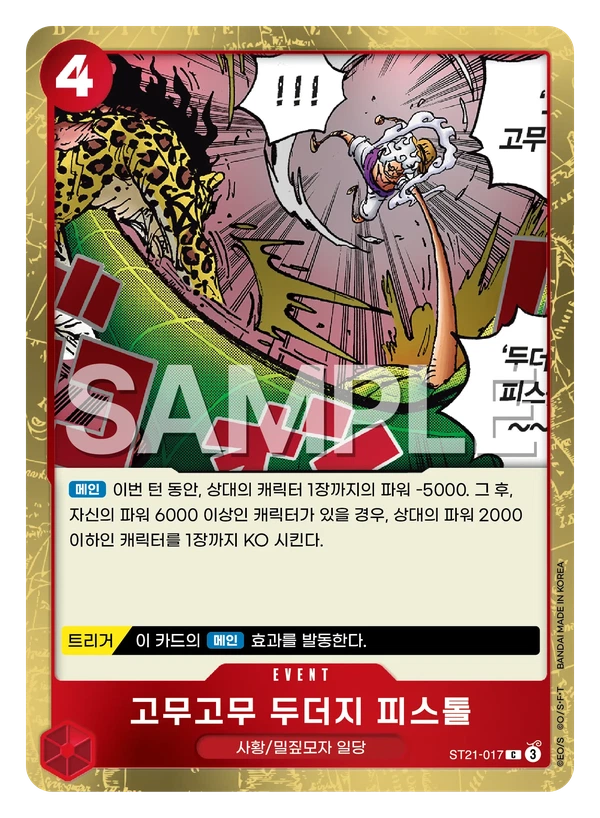 4
!!!
고무
'두더
피스
~~
SAMPLE
메인 이번 턴 동안, 상대의 캐릭터 1장까지의 파워 -5000. 그 후,
자신의 파워 6000 이상인 캐릭터가 있을 경우, 상대의 파워 2000
이하인 캐릭터를 1장까지 KO 시킨다.
트리거 이 카드의 메인 효과를 발동한다.
EVENT
고무고무 두더지 피스톨
사황/밀짚모자 일당
ST21-017 C 3
©EO/S ©O/S·F·T BANDAI MADE IN KOREA